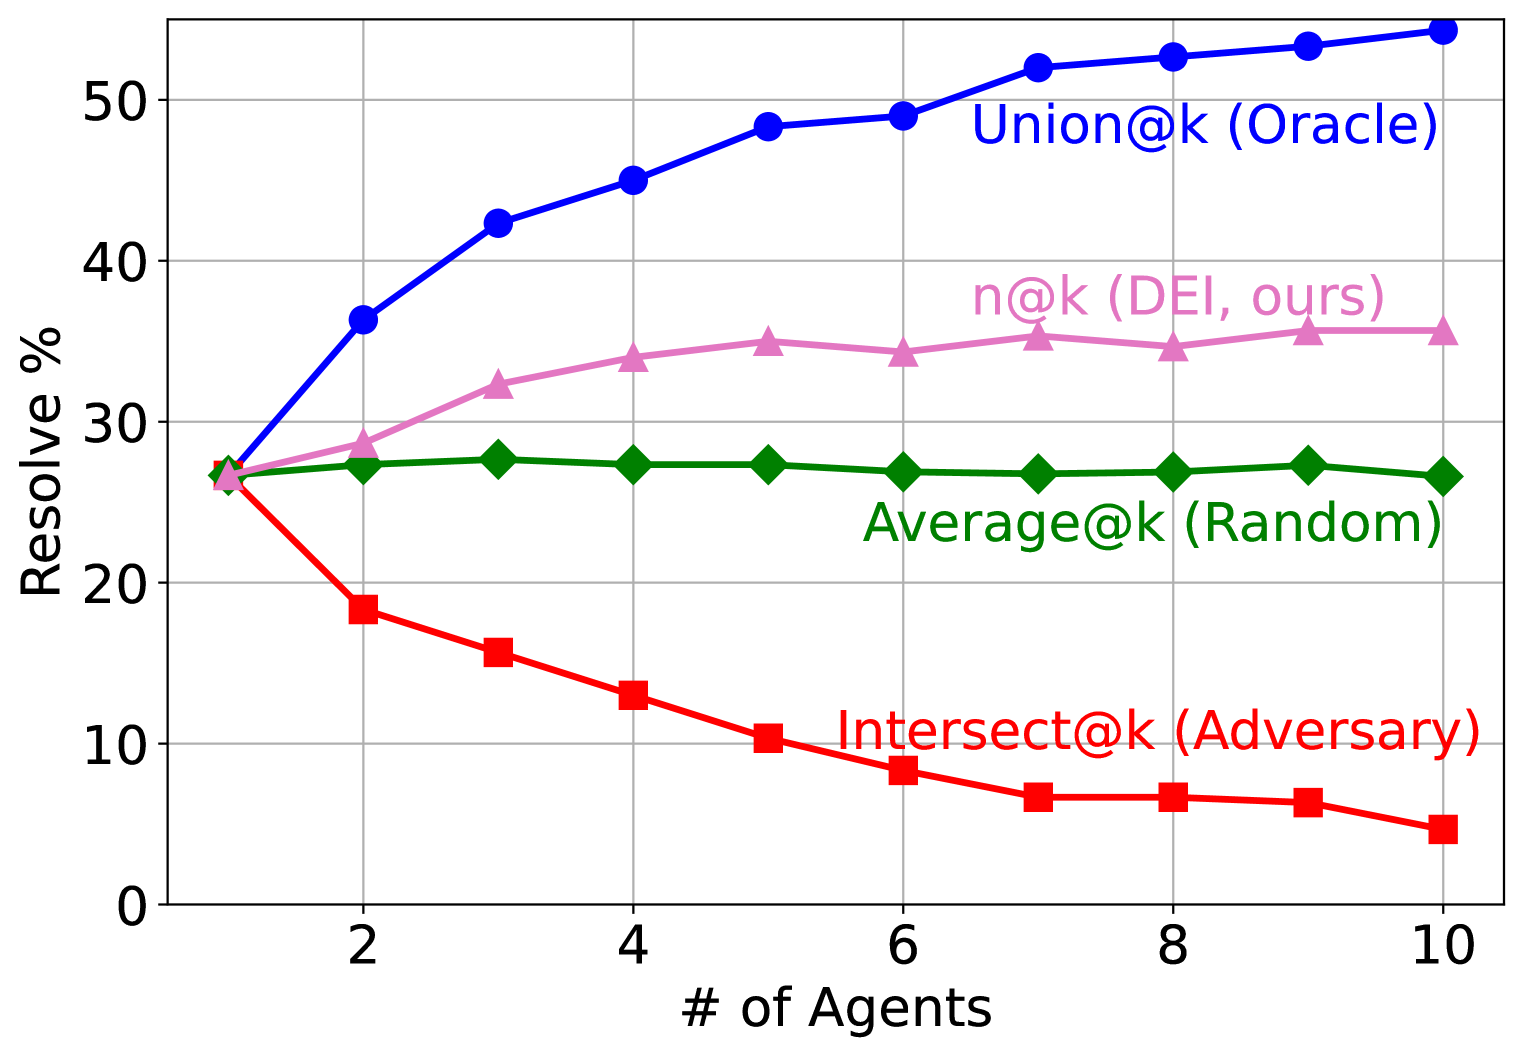 50
40
30
20
10
0
Resolve %
Union@k (Oracle)
n@k (DEI, ours)
Average@k (Random)
Intersect@k (Adversary)
2 4 6 8 10
# of Agents